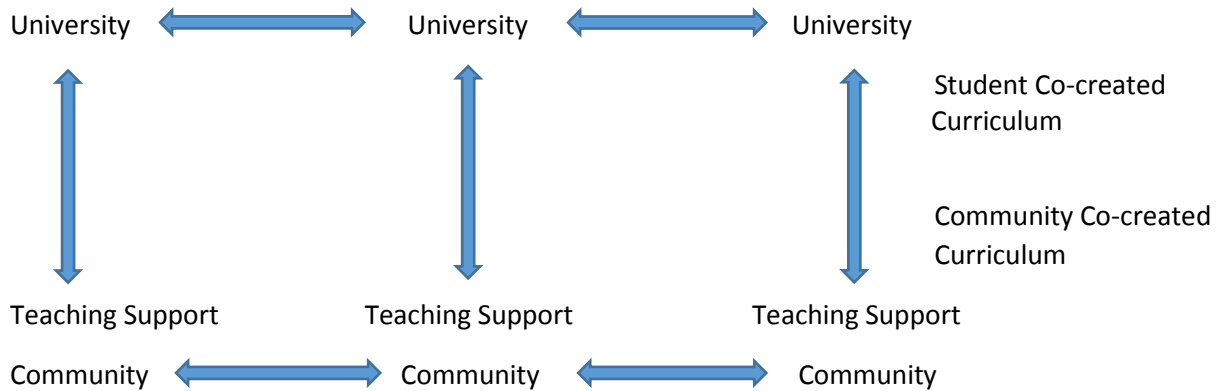 University University University
Student Co-created
Curriculum
Community Co-created
Curriculum
Teaching Support Teaching Support Teaching Support
Community Community Community